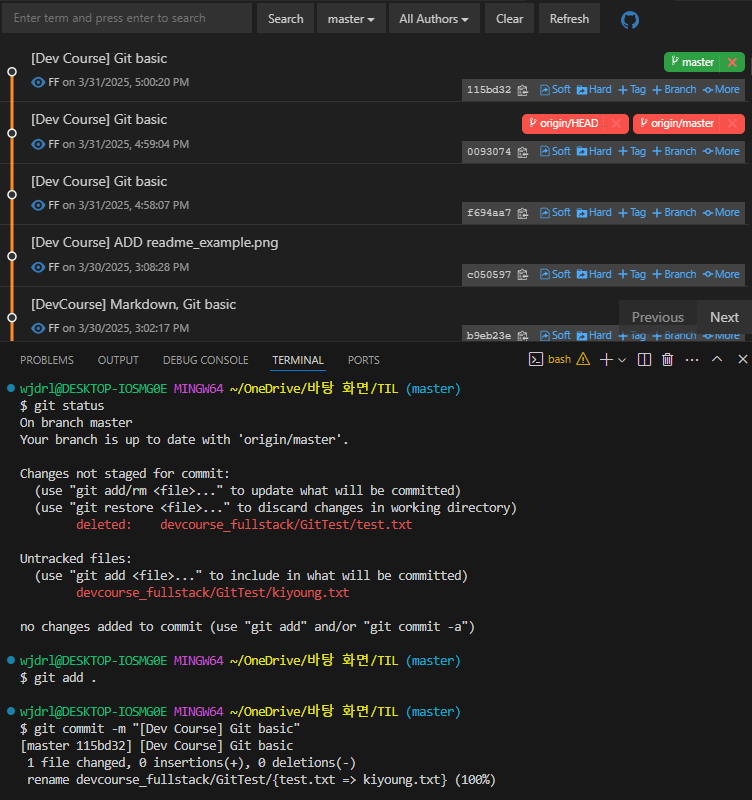 Enter term and press enter to search Search master All Authors Clear Refresh
[Dev Course] Git basic
master
FF on 3/31/2025, 5:00:20 PM
115bd32 Soft Hard Tag Branch More
[Dev Course] Git basic
origin/HEAD origin/master
FF on 3/31/2025, 4:59:04 PM
0093074 Soft Hard Tag Branch More
[Dev Course] Git basic
FF on 3/31/2025, 4:58:07 PM
f694aa7 Soft Hard Tag Branch More
[Dev Course] ADD readme_example.png
FF on 3/30/2025, 3:08:28 PM
c050597 Soft Hard Tag Branch More
[DevCourse] Markdown, Git basic
Previous Next
FF on 3/30/2025, 3:02:17 PM
b9eb23e Soft Hard Tag Branch More
PROBLEMS OUTPUT DEBUG CONSOLE TERMINAL PORTS bash
wjdrl@DESKTOP-IOSMG0E MINGW64 ~/OneDrive/바탕 화면/TIL (master)
$ git status
On branch master
Your branch is up to date with 'origin/master'.
Changes not staged for commit:
(use "git add/rm <file>..." to update what will be committed)
(use "git restore <file>..." to discard changes in working directory)
deleted: devcourse_fullstack/GitTest/test.txt
Untracked files:
(use "git add <file>..." to include in what will be committed)
devcourse_fullstack/GitTest/kiyoung.txt
no changes added to commit (use "git add" and/or "git commit -a")
wjdrl@DESKTOP-IOSMG0E MINGW64 ~/OneDrive/바탕 화면/TIL (master)
$ git add .
wjdrl@DESKTOP-IOSMG0E MINGW64 ~/OneDrive/바탕 화면/TIL (master)
$ git commit -m "[Dev Course] Git basic"
[master 115bd32] [Dev Course] Git basic
1 file changed, 0 insertions(+), 0 deletions(-)
rename devcourse_fullstack/GitTest/{test.txt => kiyoung.txt} (100%)